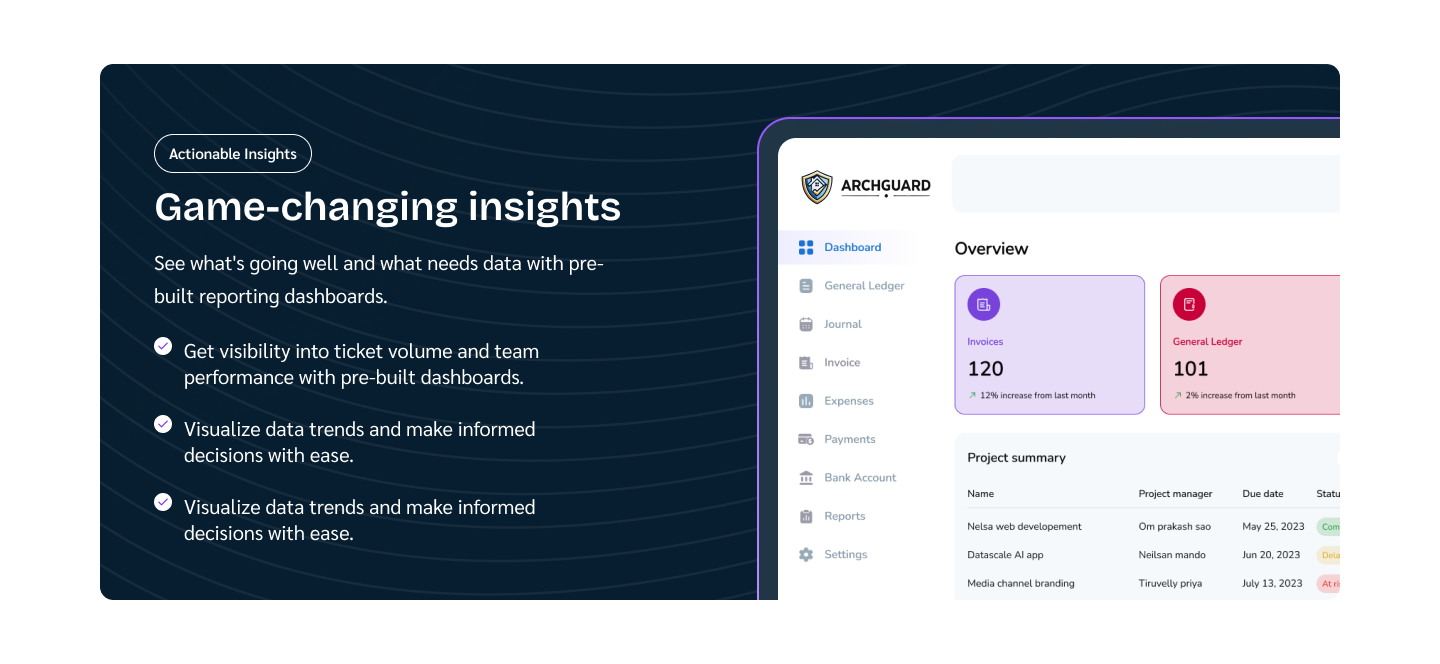 Actionable Insights
Game-changing insights
See what's going well and what needs data with pre-
built reporting dashboards.
Get visibility into ticket volume and team
performance with pre-built dashboards.
Visualize data trends and make informed
decisions with ease.
Visualize data trends and make informed
decisions with ease.
ARCHGUARD
Dashboard
General Ledger
Journal
Invoice
Expenses
Payments
Bank Account
Reports
Settings
Overview
Invoices
120
12% increase from last month
General Ledger
101
2% increase from last month
Project summary
Name Project manager Due date Statu
Nelsa web developement Om prakash sao May 25, 2023 Com
Datascale AI app Neilsan mando Jun 20, 2023 Dela
Media channel branding Tiruvelly priya July 13, 2023 At ri